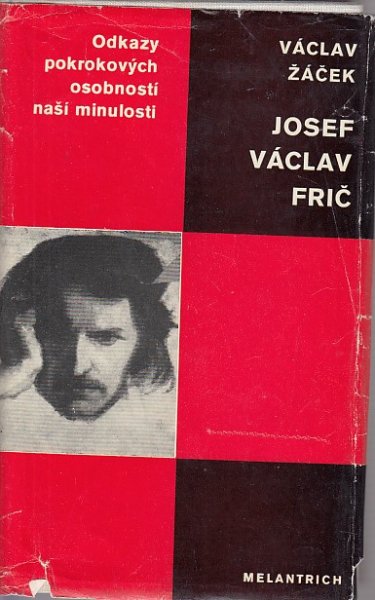 Odkazy
pokrokových
osobností
naší minulosti
VÁCLAV
ŽÁČEK
JOSEF
VÁCLAV
FRIČ
MELANTRICH